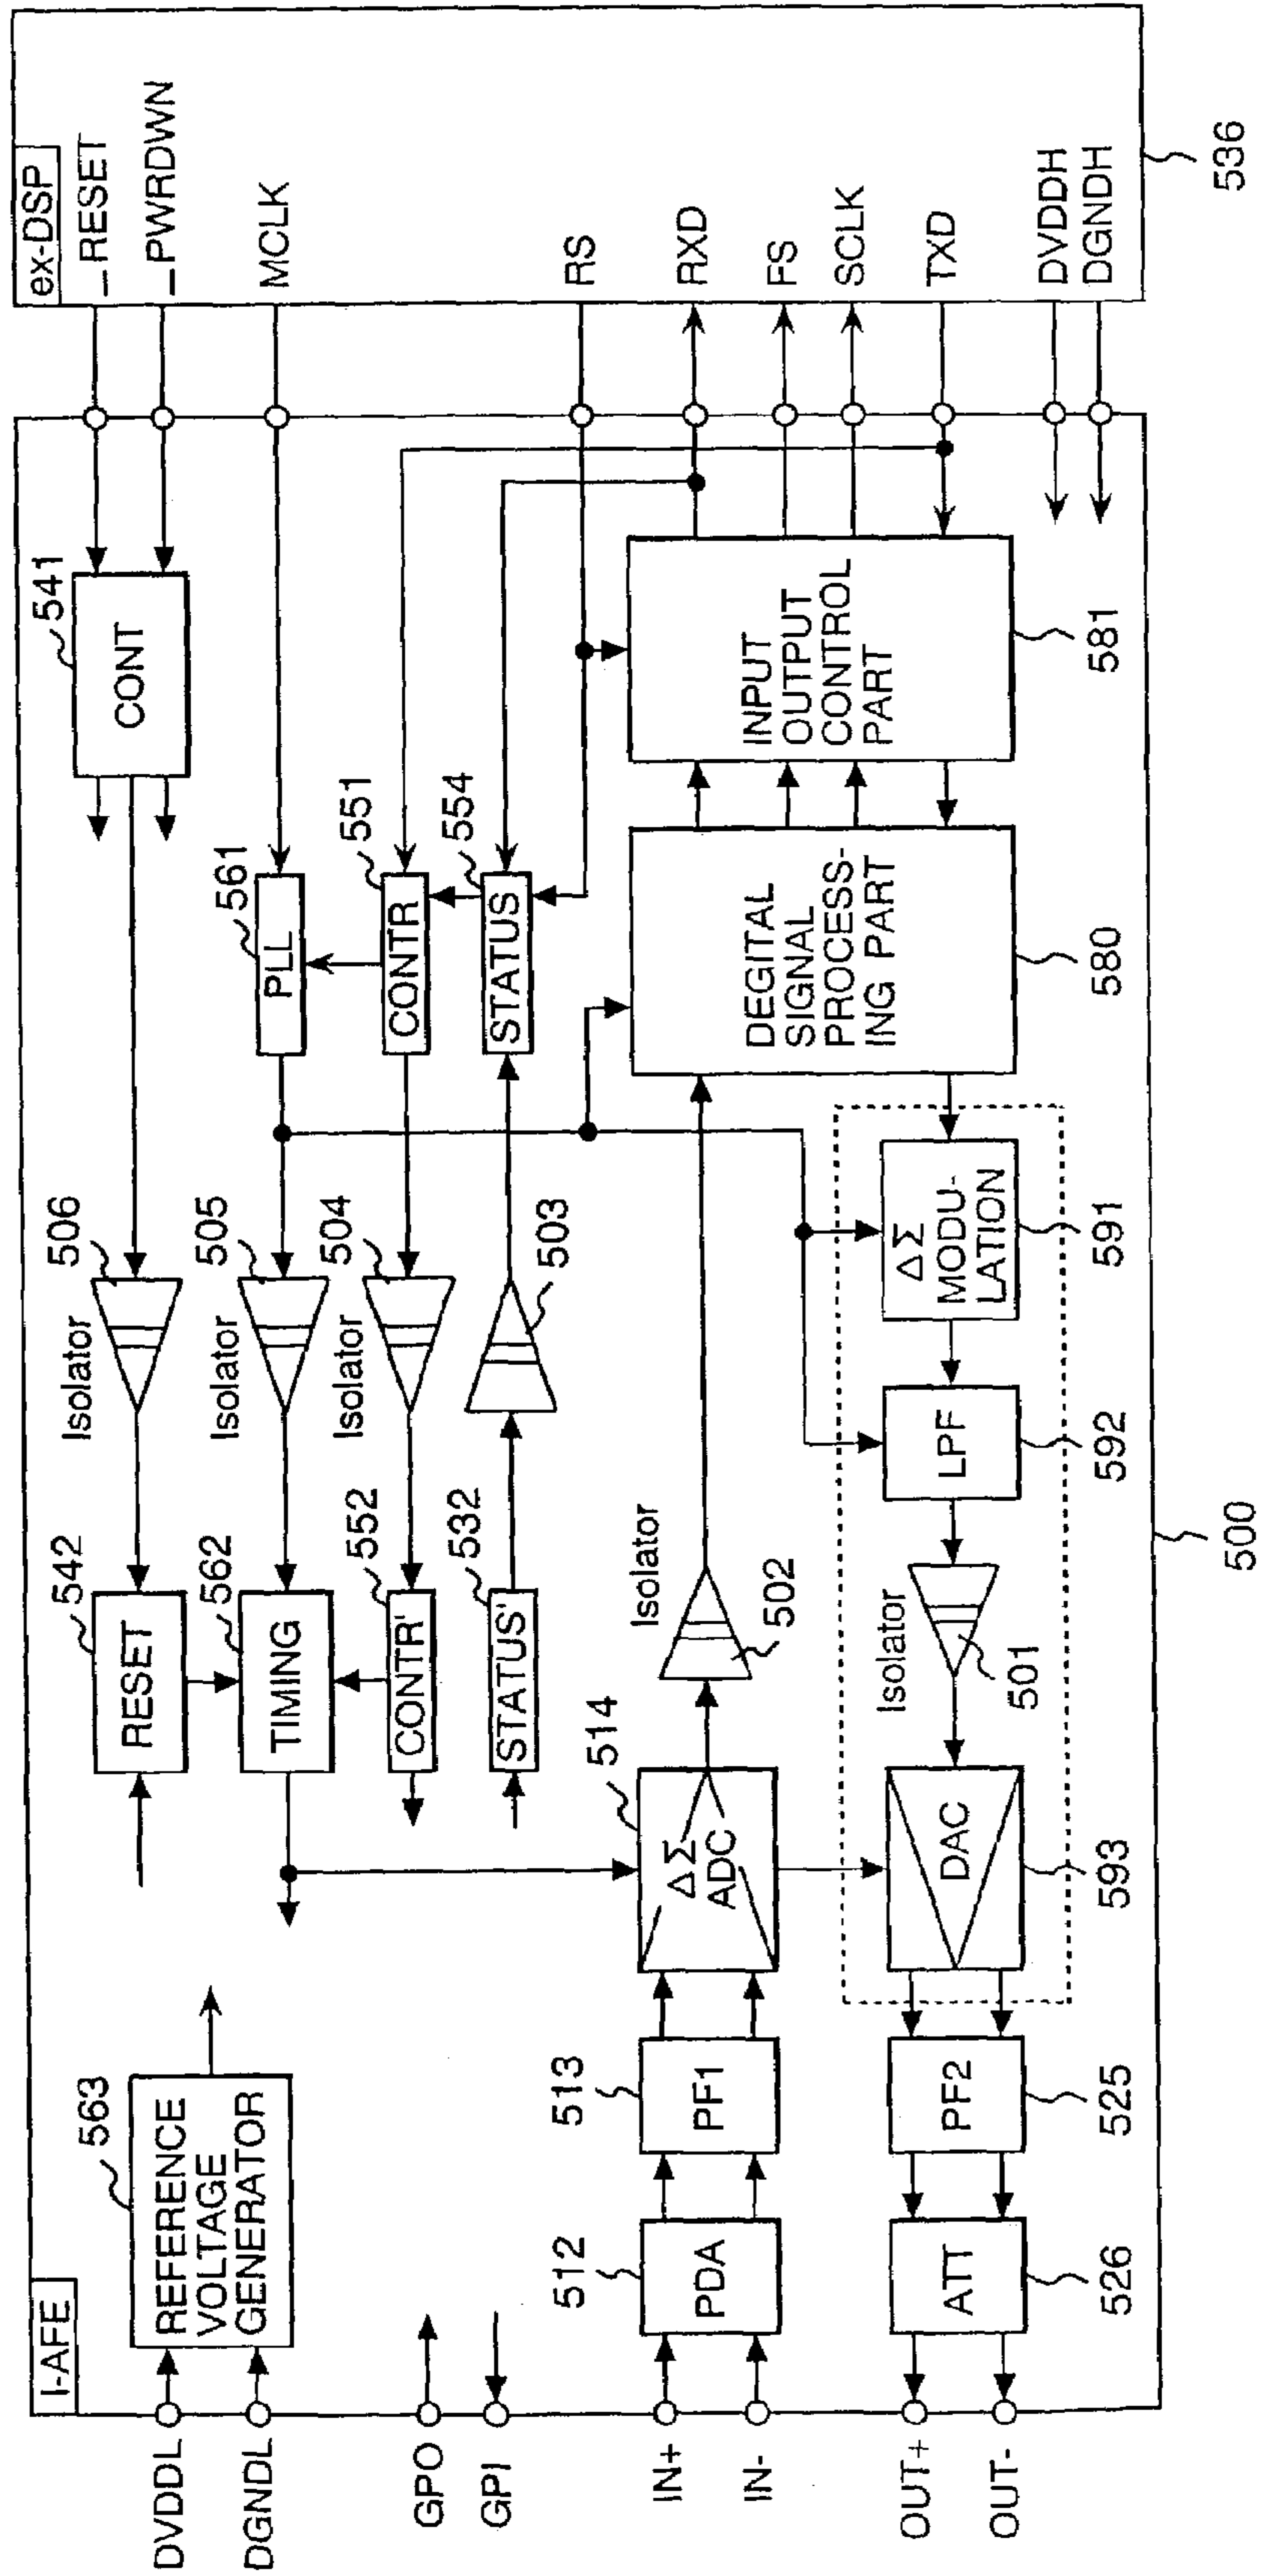 I-AFE
ex-DSP
DVDDL
DGNDL
GPO
GPI
IN+
IN-
OUT+
OUT-
563
REFERENCE
VOLTAGE
GENERATOR
542
RESET
562
TIMING
552
CONTR'
532
STATUS'
Isolator
506
Isolator
505
Isolator
504
503
541
CONT
561
PLL
551
CONTR
554
STATUS
_RESET
_PWRDWN
MCLK
RS
RXD
FS
SCLK
TXD
DVDDH
DGNDH
536
512
PDA
513
PF1
514
ΔΣ
ADC
Isolator
502
DEGITAL
SIGNAL
PROCESS-
ING PART
580
INPUT
OUTPUT
CONTROL
PART
581
ATT
526
PF2
525
DAC
593
Isolator
501
LPF
592
ΔΣ
MODU-
LATION
591
500